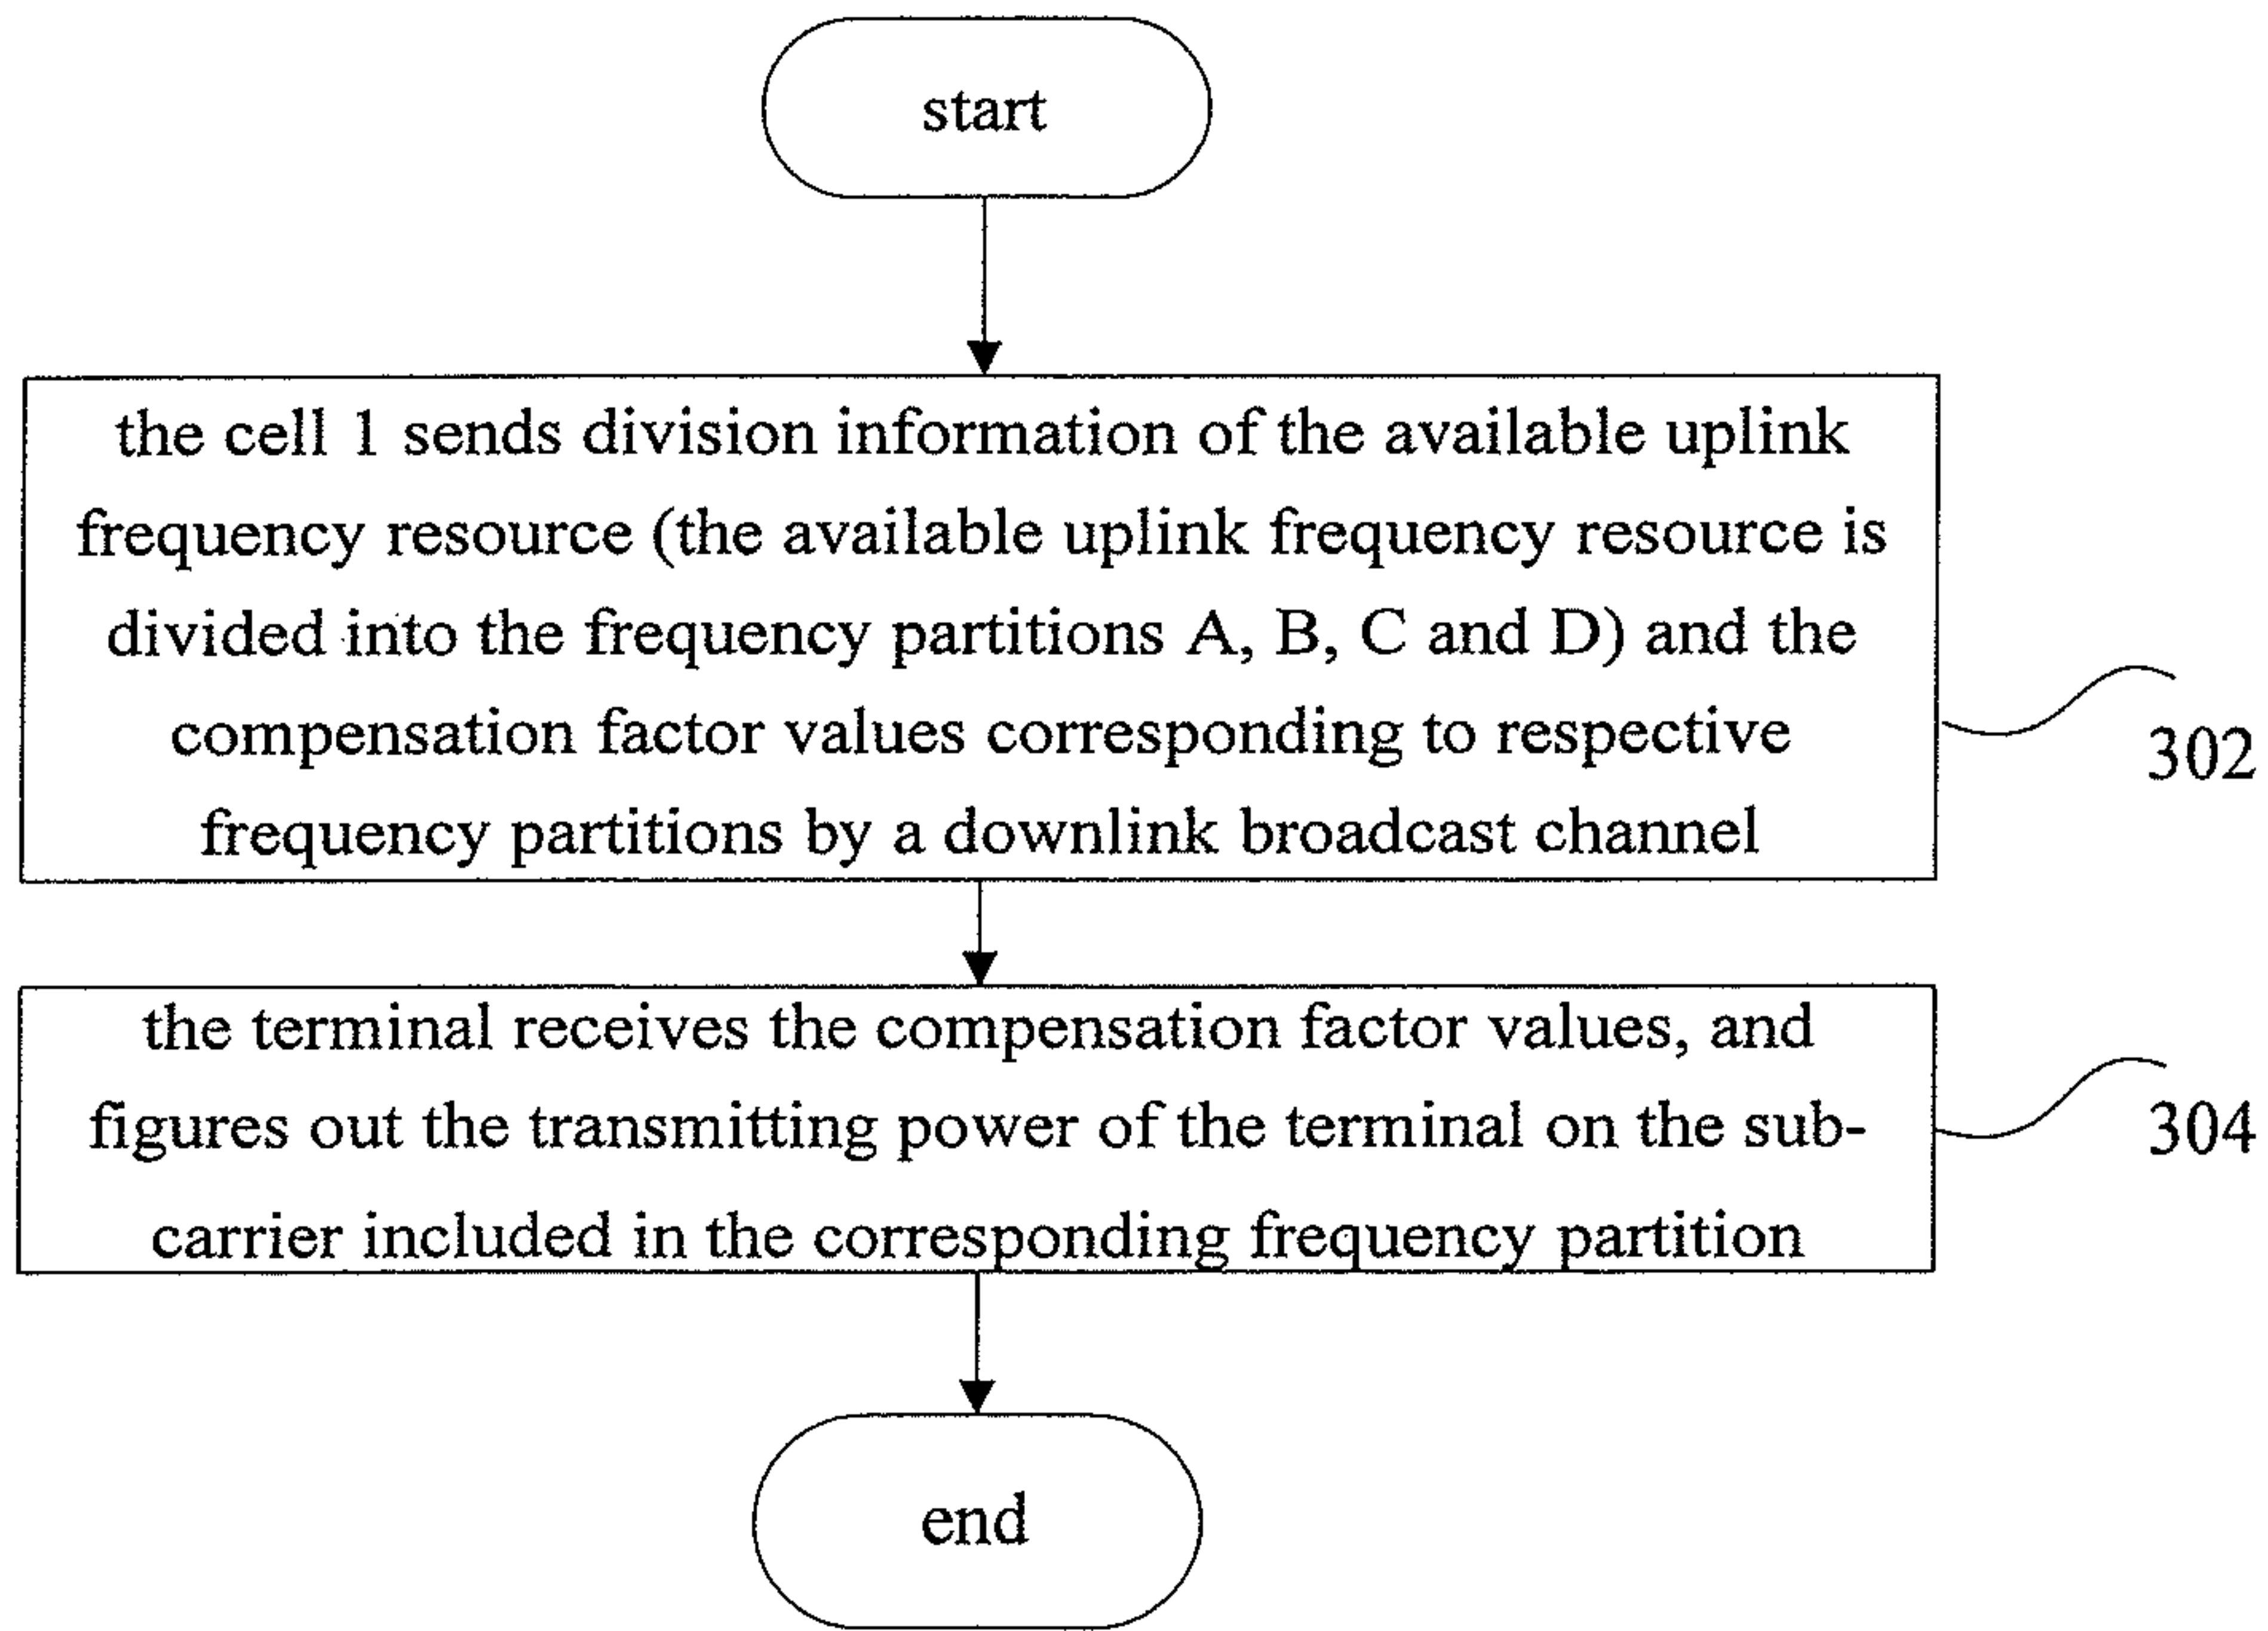 start
the cell 1 sends division information of the available uplink
frequency resource (the available uplink frequency resource is
divided into the frequency partitions A, B, C and D) and the
compensation factor values corresponding to respective
frequency partitions by a downlink broadcast channel
302
the terminal receives the compensation factor values, and
figures out the transmitting power of the terminal on the sub-
carrier included in the corresponding frequency partition
304
end